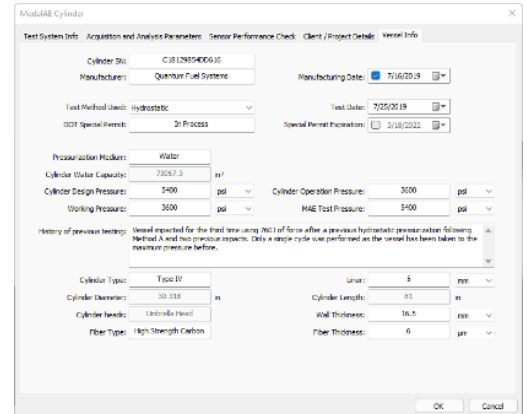 ModalAE Cylinder
Test System Info Acquisition and Analysis Parameters Sensor Performance Check Client / Project Details Vessel Info
Cylinder SN:
Manufacturer: Quantum Fuel Systems Manufacturing Date: 7/16/2019
Test Method Used: Hydrostatic Test Date: 7/25/2019
DOT Special Permit: In Process Special Permit Expiration: 3/18/2022
Pressurization Medium: Water
Cylinder Water Capacity: 73067.3
Cylinder Design Pressure: 5400 psi Cylinder Operation Pressure: 3600 psi
Working Pressure: 3600 psi MAE Test Pressure: 5400 psi
History of previous testing: Vessel impacted for the third time using of force after a previous hydrostatic pressurization following
Method A and two previous impacts. Only a single cycle was performed as the vessel has been taken to the
maximum pressure before.
Cylinder Type: Type IV Liner: 5 mm
Cylinder Diameter: 30.318 in Cylinder Length: 81 in
Cylinder heads: Umbrella Head Wall Thickness: 16.5 mm
Fiber Type: High Strength Carbon Fiber Thickness: 6 µm
OK Cancel